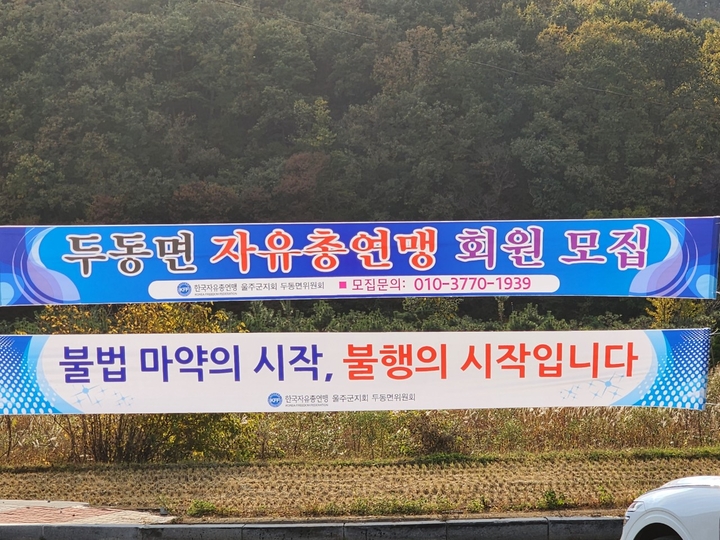 두동면 자유총연맹 회원 모집
한국자유총연맹 울주군지회 두동면위원회 ■ 모집문의: 010-3770-1939
불법 마약의 시작, 불행의 시작입니다
한국자유총연맹 울주군지회 두동면위원회